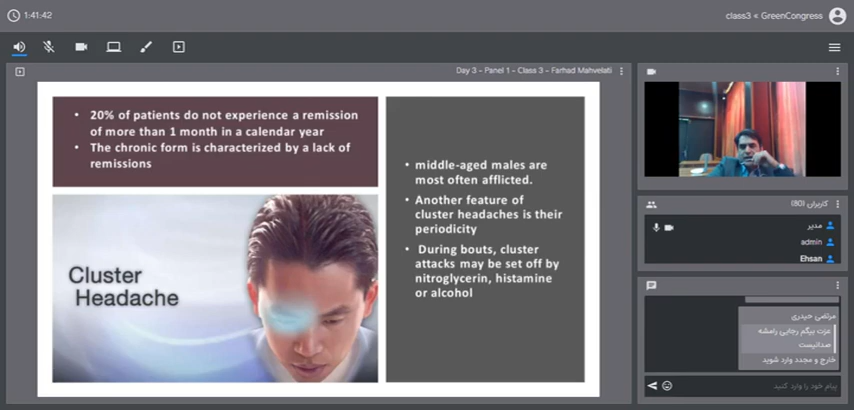 1:41:42
class3 < GreenCongress
Day 3 - Panel 1 - Class 3 - Farhad Mahvelati
• 20% of patients do not experience a remission
of more than 1 month in a calendar year
• The chronic form is characterized by a lack of
remissions
Cluster
Headache
• middle-aged males are
most often afflicted.
• Another feature of
cluster headaches is their
periodicity
• During bouts, cluster
attacks may be set off by
nitroglycerin, histamine
or alcohol
کاربران (80)
مدیر
admin
Ehsan
مرتضی حیدری
عزت بیگم رجایی رامشه
صدانیست
خارج و مجدد وارد شوید
پیام خود را وارد کنید